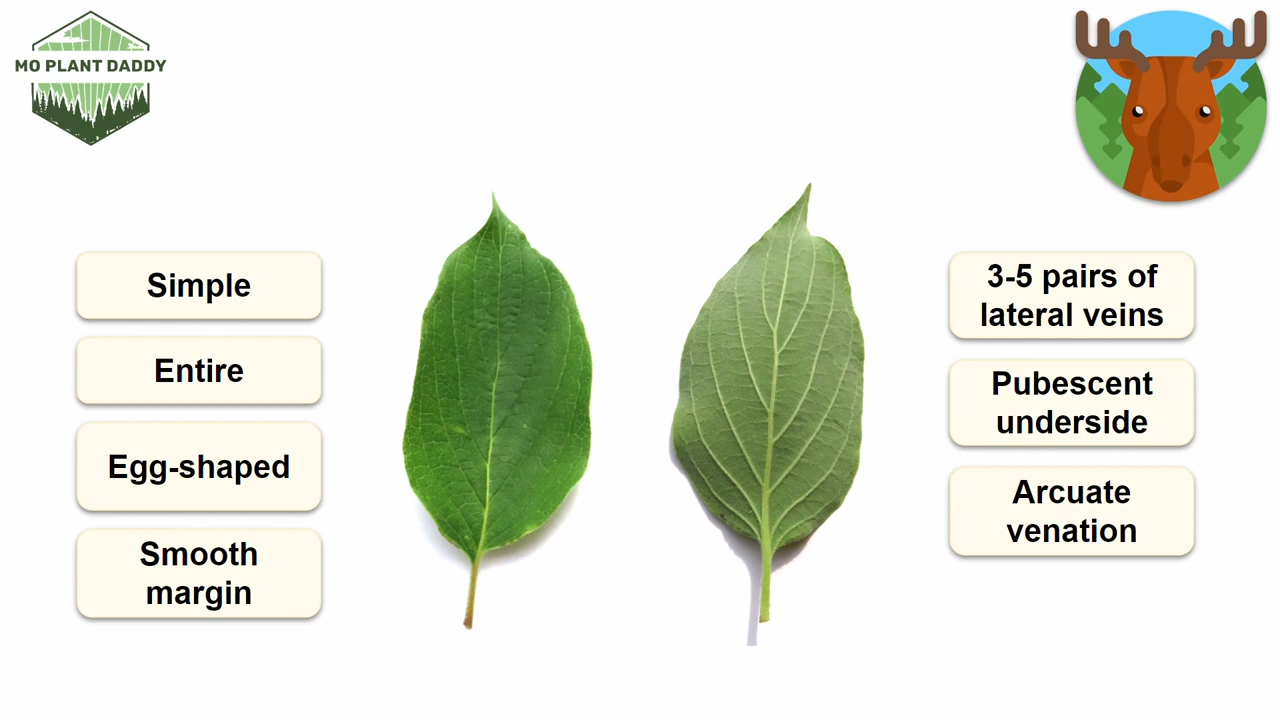 MO PLANT DADDY
Simple
Entire
Egg-shaped
Smooth
margin
3-5 pairs of
lateral veins
Pubescent
underside
Arcuate
venation